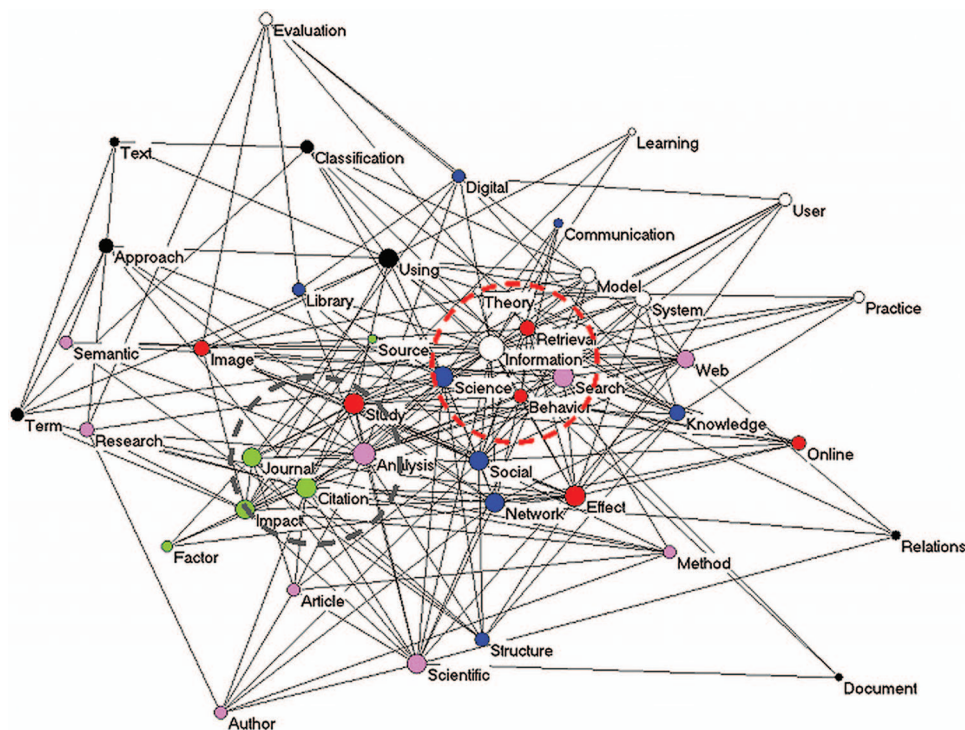 Evaluation
Learning
Text
Classification
Digital
User
Communication
Approach
Using
Model
Library
Theory
System
Practice
Retrieval
Semantic
Image
Source
Information
Web
Science
Search
Study
Behavior
Term
Knowledge
Research
Online
Journal
Analysis
Social
Citation
Network
Effect
Impact
Relations
Factor
Method
Article
Structure
Scientific
Document
Author